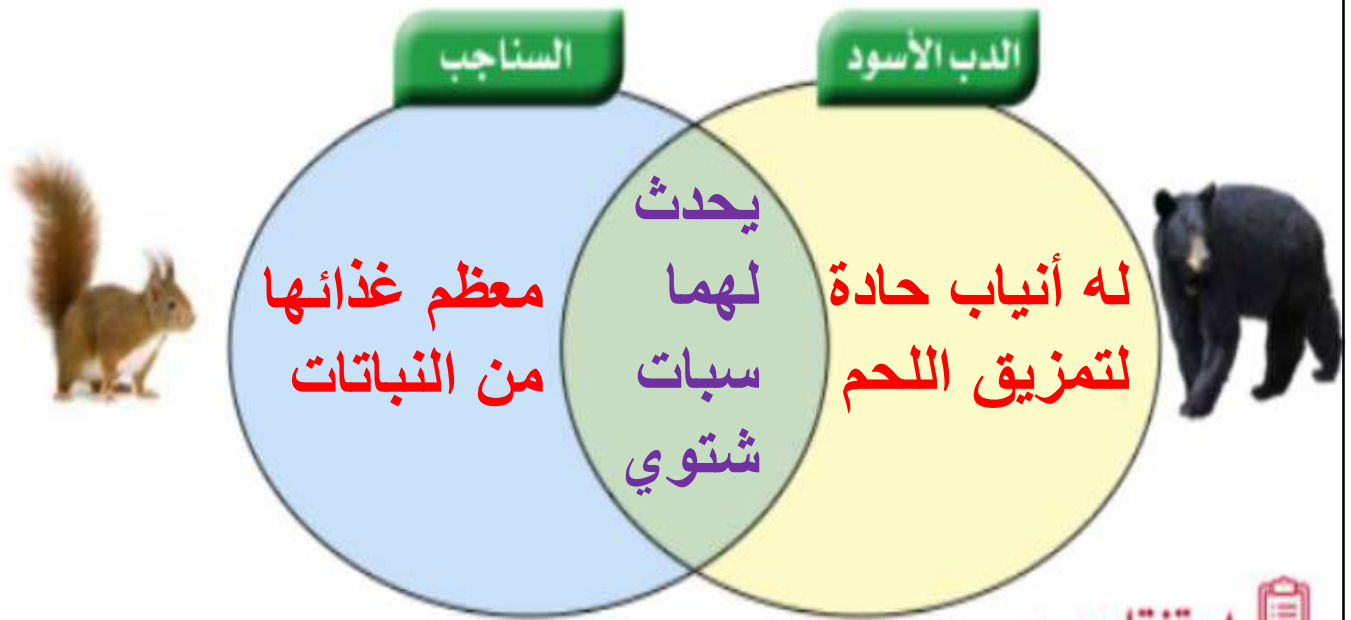 الدب الأسود
السناجب
له أنياب حادة
لتمزيق اللحم
يحدث
لهما
سبات
شتوي
معظم غذائها
من النباتات